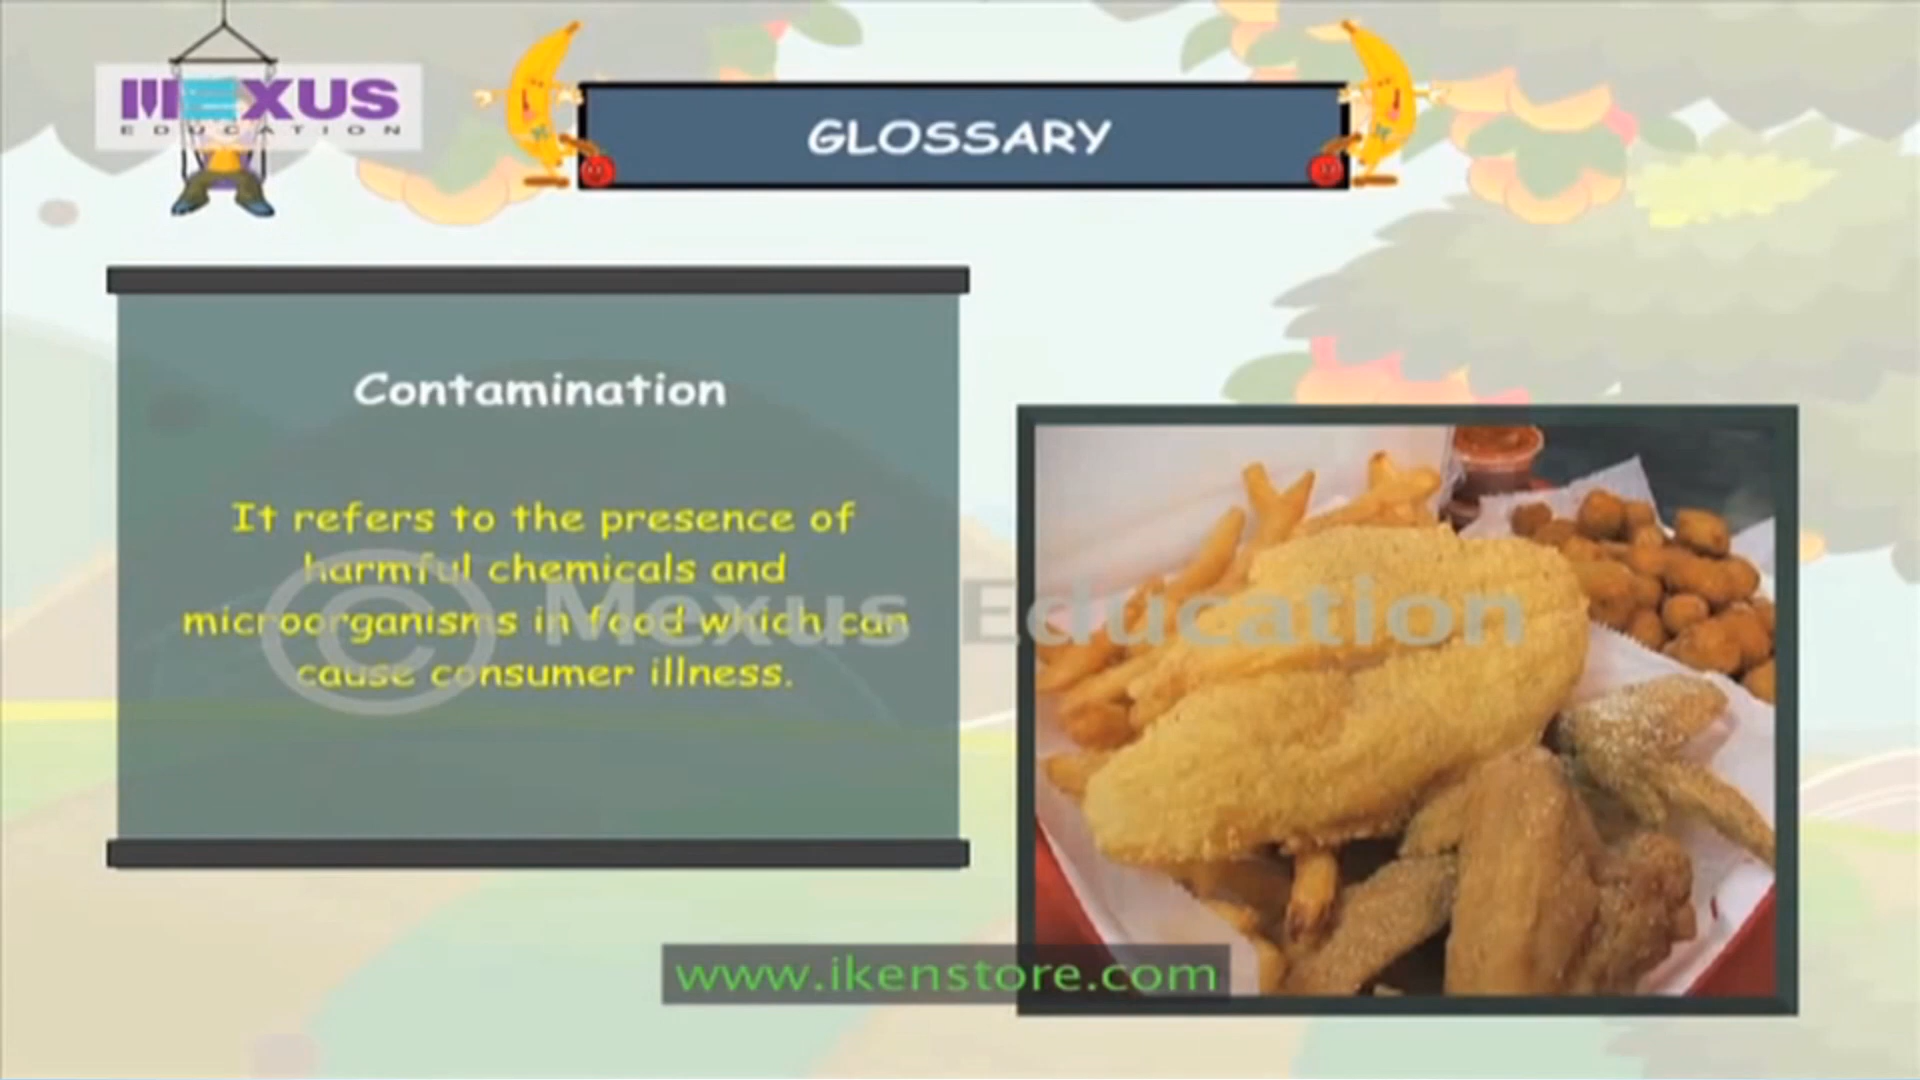 MEXUS
EDUCATION
GLOSSARY
Contamination
It refers to the presence of
harmful chemicals and
microorganisms in food which can
cause consumer illness.
© Mexus Education
www.ikenstore.com